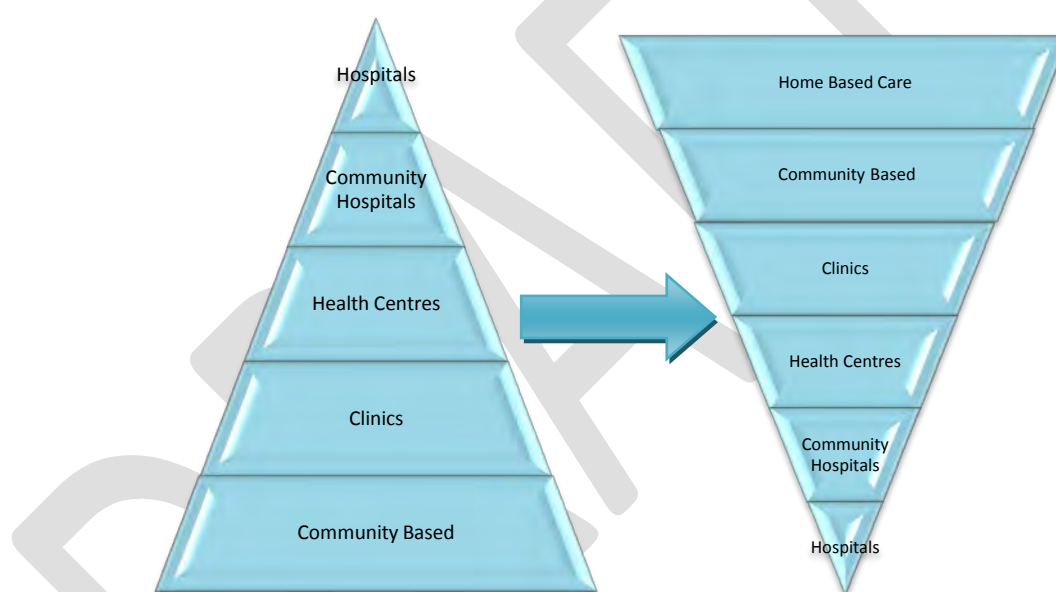 Hospitals
Community
Hospitals
Health Centres
Clinics
Community Based
Home Based Care
Community Based
Clinics
Health Centres
Community
Hospitals
Hospitals